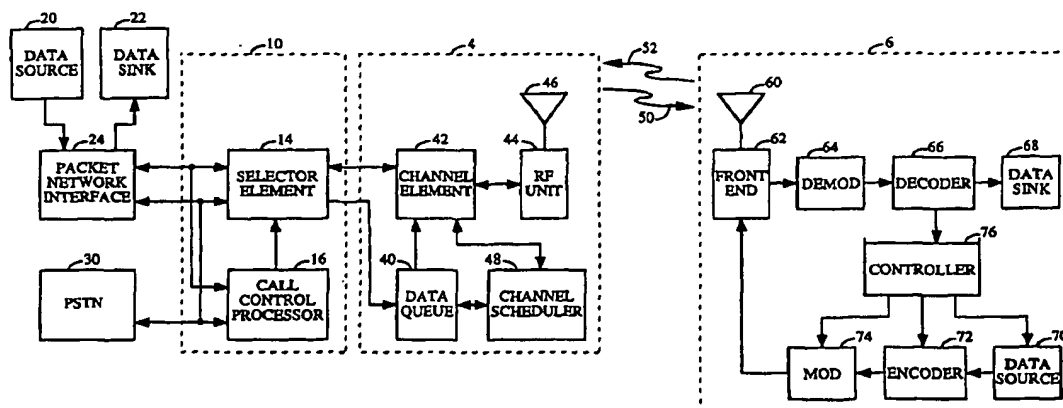 20
22
DATA
SOURCE
DATA
SINK
24
PACKET
NETWORK
INTERFACE
30
PSTN
10
14
SELECTOR
ELEMENT
16
CALL
CONTROL
PROCESSOR
4
46
42
CHANNEL
ELEMENT
44
RF
UNIT
40
DATA
QUEUE
48
CHANNEL
SCHEDULER
52
50
6
60
62
FRONT
END
64
DEMOD
66
DECODER
68
DATA
SINK
76
CONTROLLER
74
MOD
72
ENCODER
70
DATA
SOURCE